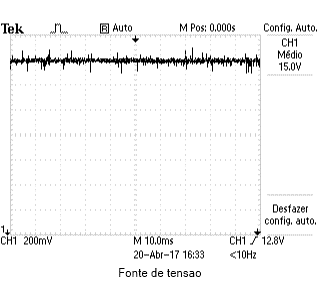 Tek R Auto M Pos: 0.000s Config. Auto.
CH1
Médio
15.0V
Desfazer
config. auto.
1
CH1 200mV M 10.0ms CH1 12.8V
20-Abr-17 16:33 <10Hz
Fonte de tensao